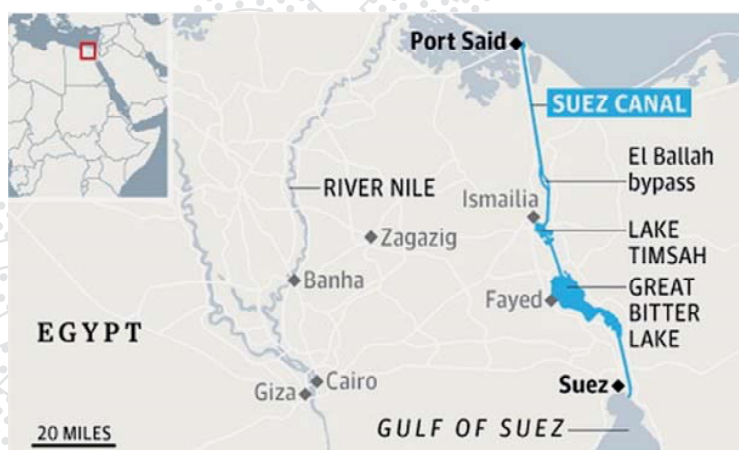 Port Said
SUEZ CANAL
El Ballah
bypass
RIVER NILE
Ismailia
LAKE
TIMSAH
Zagazig
Banha
GREAT
BITTER
LAKE
Fayed
EGYPT
Cairo
Giza
Suez
GULF OF SUEZ
20 MILES